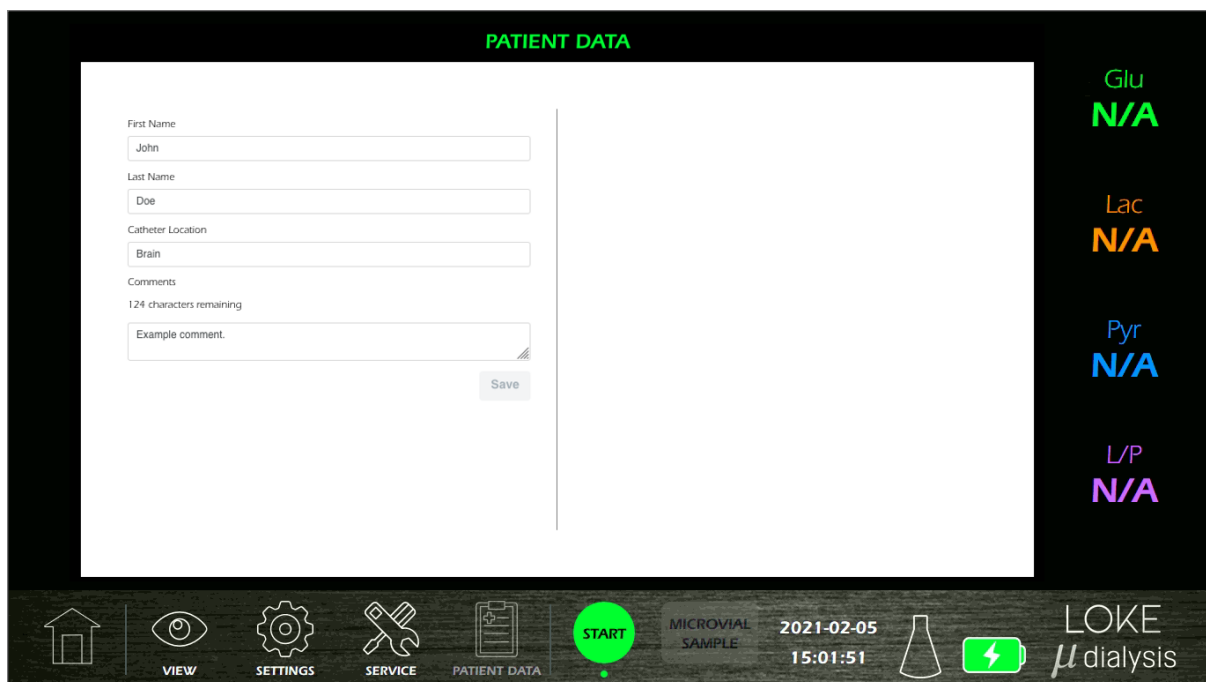 PATIENT DATA
First Name
John
Last Name
Doe
Catheter Location
Brain
Comments
124 characters remaining
Example comment.
Save
Glu
N/A
Lac
N/A
Pyr
N/A
L/P
N/A
VIEW
SETTINGS
SERVICE
PATIENT DATA
START
MICROVIAL
SAMPLE
2021-02-05
15:01:51
LOKE
μ dialysis